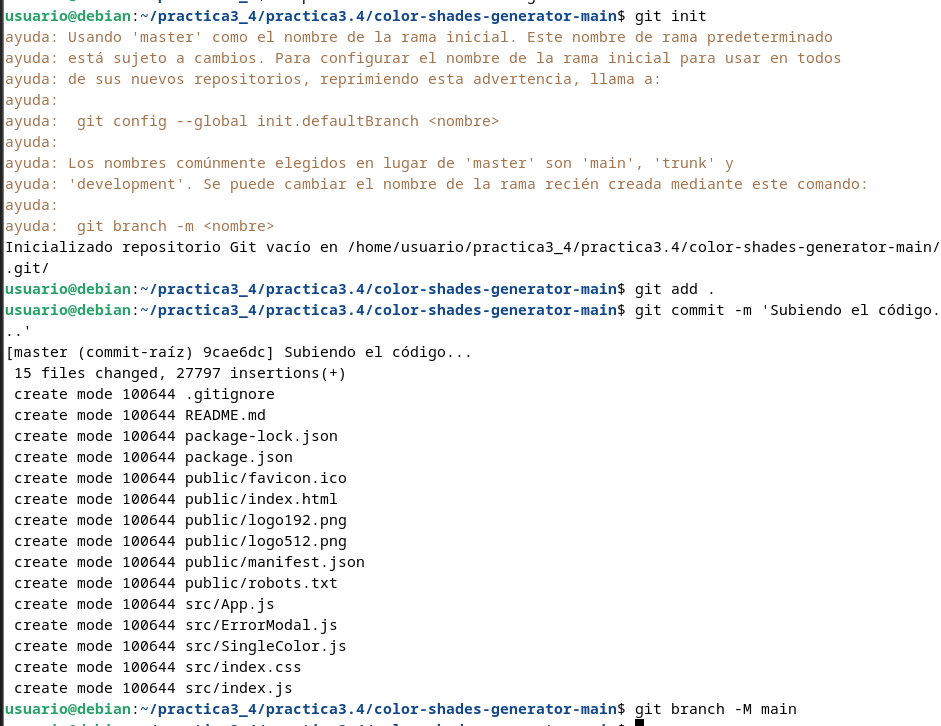 usuario@debian:~/practica3_4/practica3.4/color-shades-generator-main$ git init
ayuda: Usando 'master' como el nombre de la rama inicial. Este nombre de rama predeterminado
ayuda: está sujeto a cambios. Para configurar el nombre de la rama inicial para usar en todos
ayuda: de sus nuevos repositorios, reprimiendo esta advertencia, llama a:
ayuda:
ayuda:  git config --global init.defaultBranch <nombre>
ayuda:
ayuda: Los nombres comúnmente elegidos en lugar de 'master' son 'main', 'trunk' y
ayuda: 'development'. Se puede cambiar el nombre de la rama recién creada mediante este comando:
ayuda:
ayuda:  git branch -m <nombre>
Inicializado repositorio Git vacío en /home/usuario/practica3_4/practica3.4/color-shades-generator-main/
.git/
usuario@debian:~/practica3_4/practica3.4/color-shades-generator-main$ git add .
usuario@debian:~/practica3_4/practica3.4/color-shades-generator-main$ git commit -m 'Subiendo el código.
..'
[master (commit-raíz) 9cae6dc] Subiendo el código...
 15 files changed, 27797 insertions(+)
 create mode 100644 .gitignore
 create mode 100644 README.md
 create mode 100644 package-lock.json
 create mode 100644 package.json
 create mode 100644 public/favicon.ico
 create mode 100644 public/index.html
 create mode 100644 public/logo192.png
 create mode 100644 public/logo512.png
 create mode 100644 public/manifest.json
 create mode 100644 public/robots.txt
 create mode 100644 src/App.js
 create mode 100644 src/ErrorModal.js
 create mode 100644 src/SingleColor.js
 create mode 100644 src/index.css
 create mode 100644 src/index.js
usuario@debian:~/practica3_4/practica3.4/color-shades-generator-main$ git branch -M main